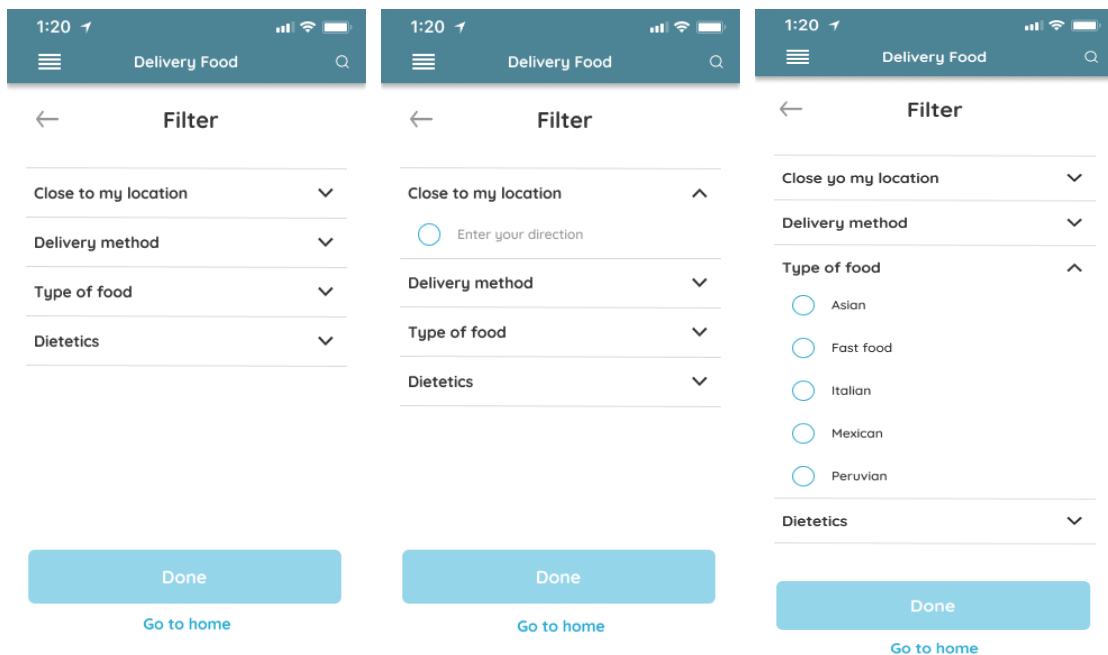 1:20
Delivery Food
Filter
Close to my location
Delivery method
Type of food
Dietetics
Done
Go to home
1:20
Delivery Food
Filter
Close to my location
Enter your direction
Delivery method
Type of food
Dietetics
Done
Go to home
1:20
Delivery Food
Filter
Close yo my location
Delivery method
Type of food
Asian
Fast food
Italian
Mexican
Peruvian
Dietetics
Done
Go to home